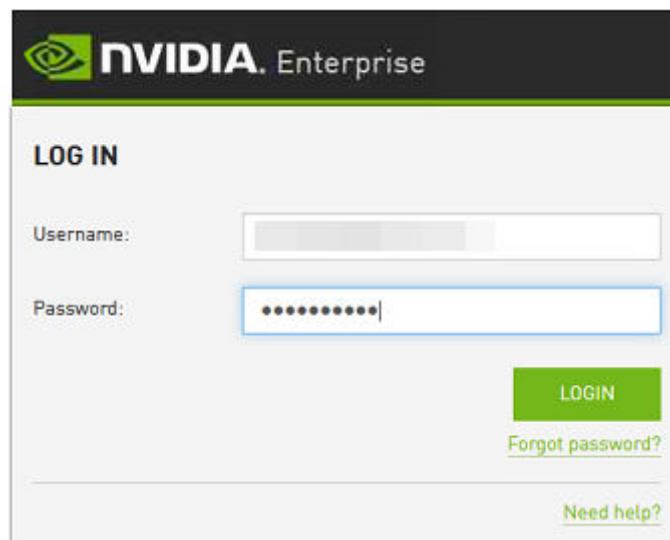 NVIDIA. Enterprise
LOG IN
Username:
Password: ••••••••••
LOGIN
Forgot password?
Need help?